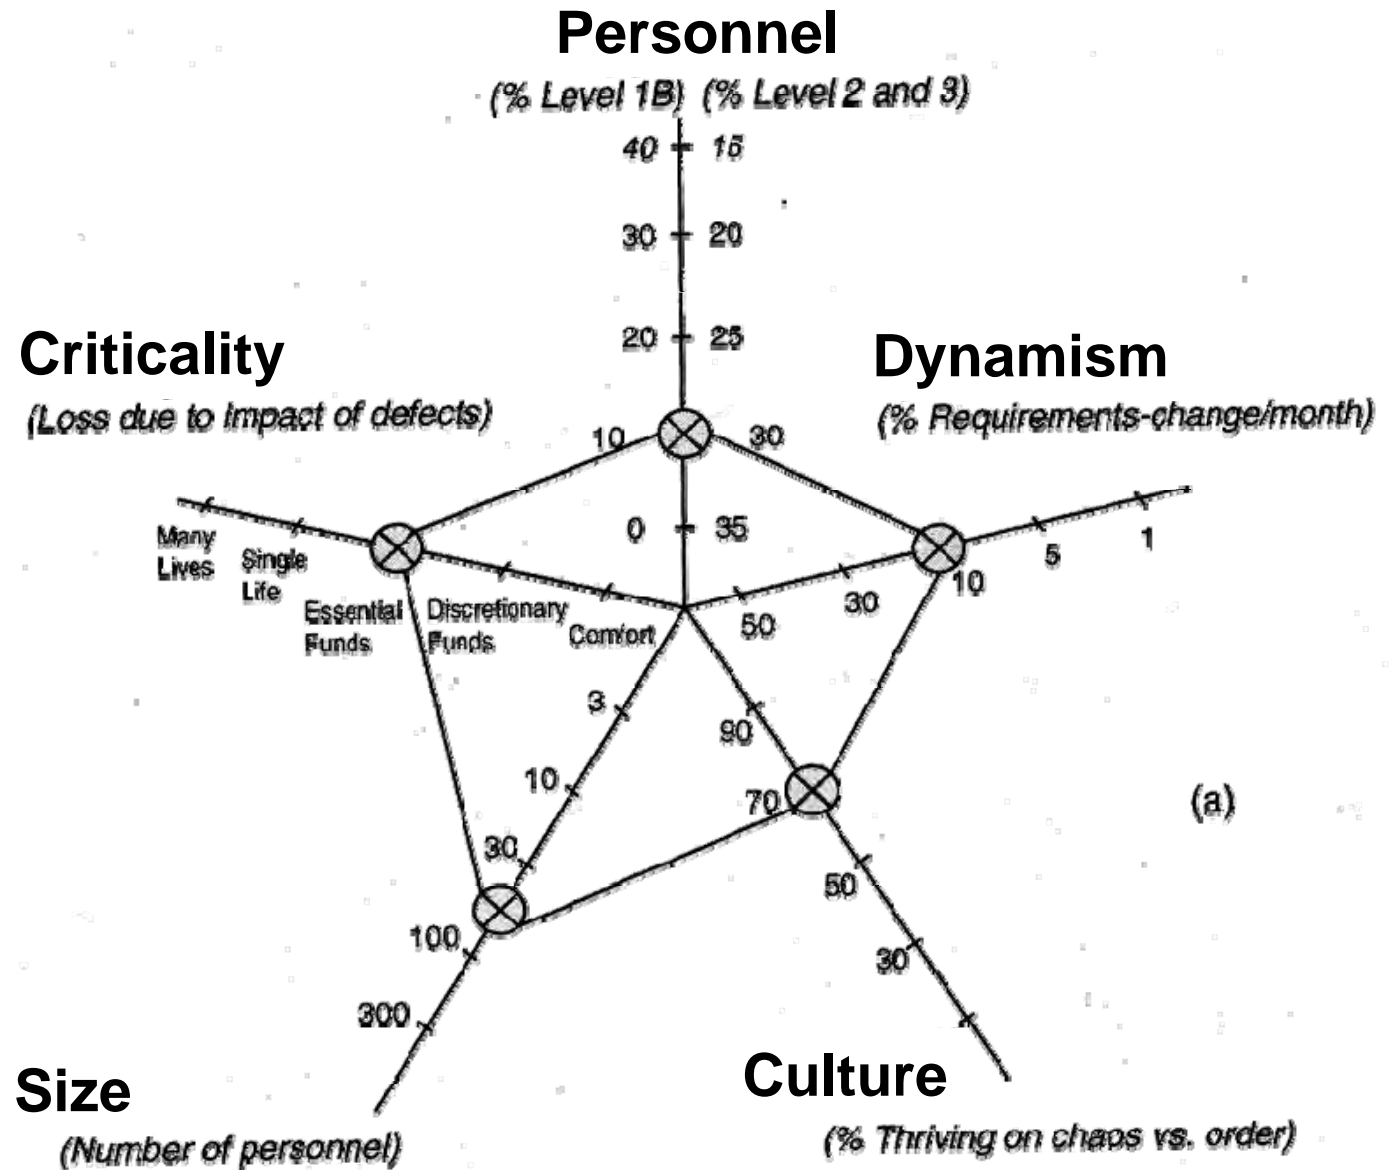 Personnel
(% Level 1B) (% Level 2 and 3)
40 15
30 20
20 25
10 30
0 35
Criticality
(Loss due to impact of defects)
Many
Lives
Single
Life
Essential
Funds
Discretionary
Funds
Comfort
Dynamism
(% Requirements-change/month)
50
30
10
5
1
3
10
30
100
300
90
70
50
30
(a)
Size
(Number of personnel)
Culture
(% Thriving on chaos vs. order)